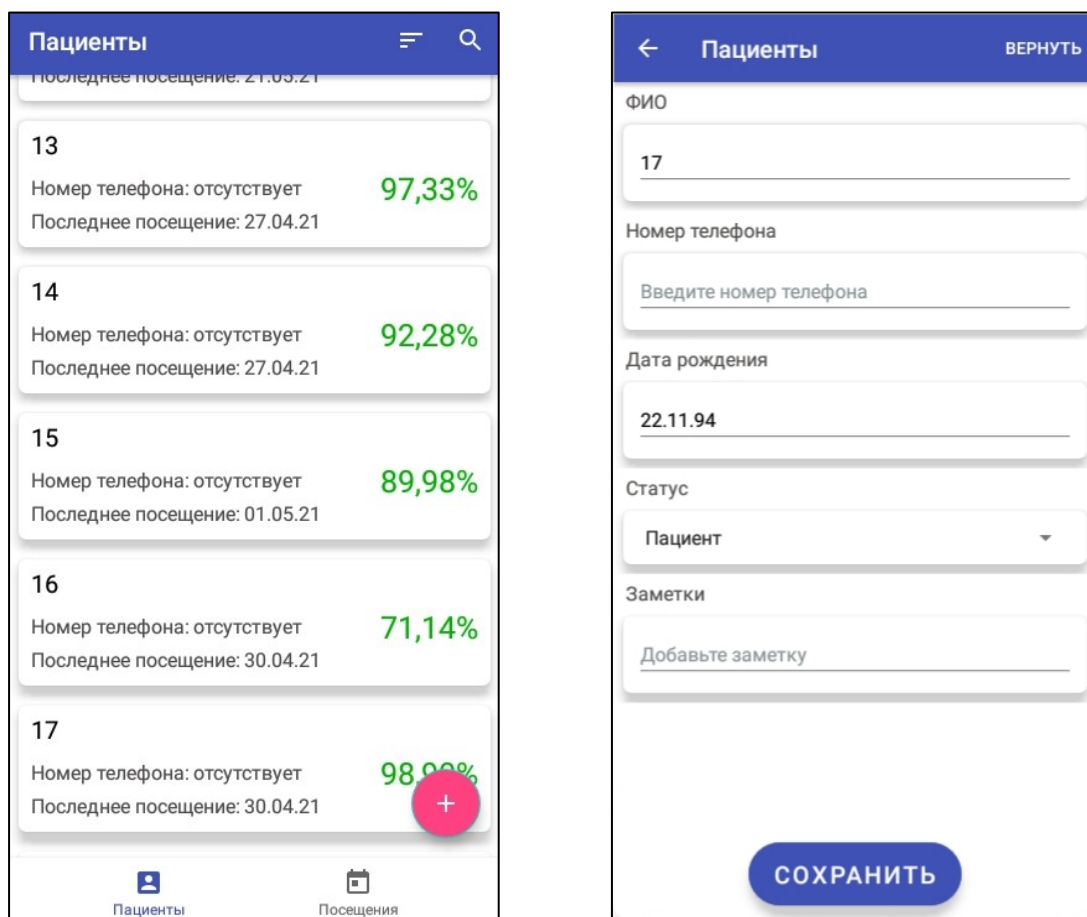 Пациенты
Последнее посещение: 21.05.21
13
Номер телефона: отсутствует
97,33%
Последнее посещение: 27.04.21
14
Номер телефона: отсутствует
92,28%
Последнее посещение: 27.04.21
15
Номер телефона: отсутствует
89,98%
Последнее посещение: 01.05.21
16
Номер телефона: отсутствует
71,14%
Последнее посещение: 30.04.21
17
Номер телефона: отсутствует
Последнее посещение: 30.04.21
+
Пациенты
Посещения
Пациенты
ВЕРНУТЬ
ФИО
17
Номер телефона
Введите номер телефона
Дата рождения
22.11.94
Статус
Пациент
Заметки
Добавьте заметку
СОХРАНИТЬ